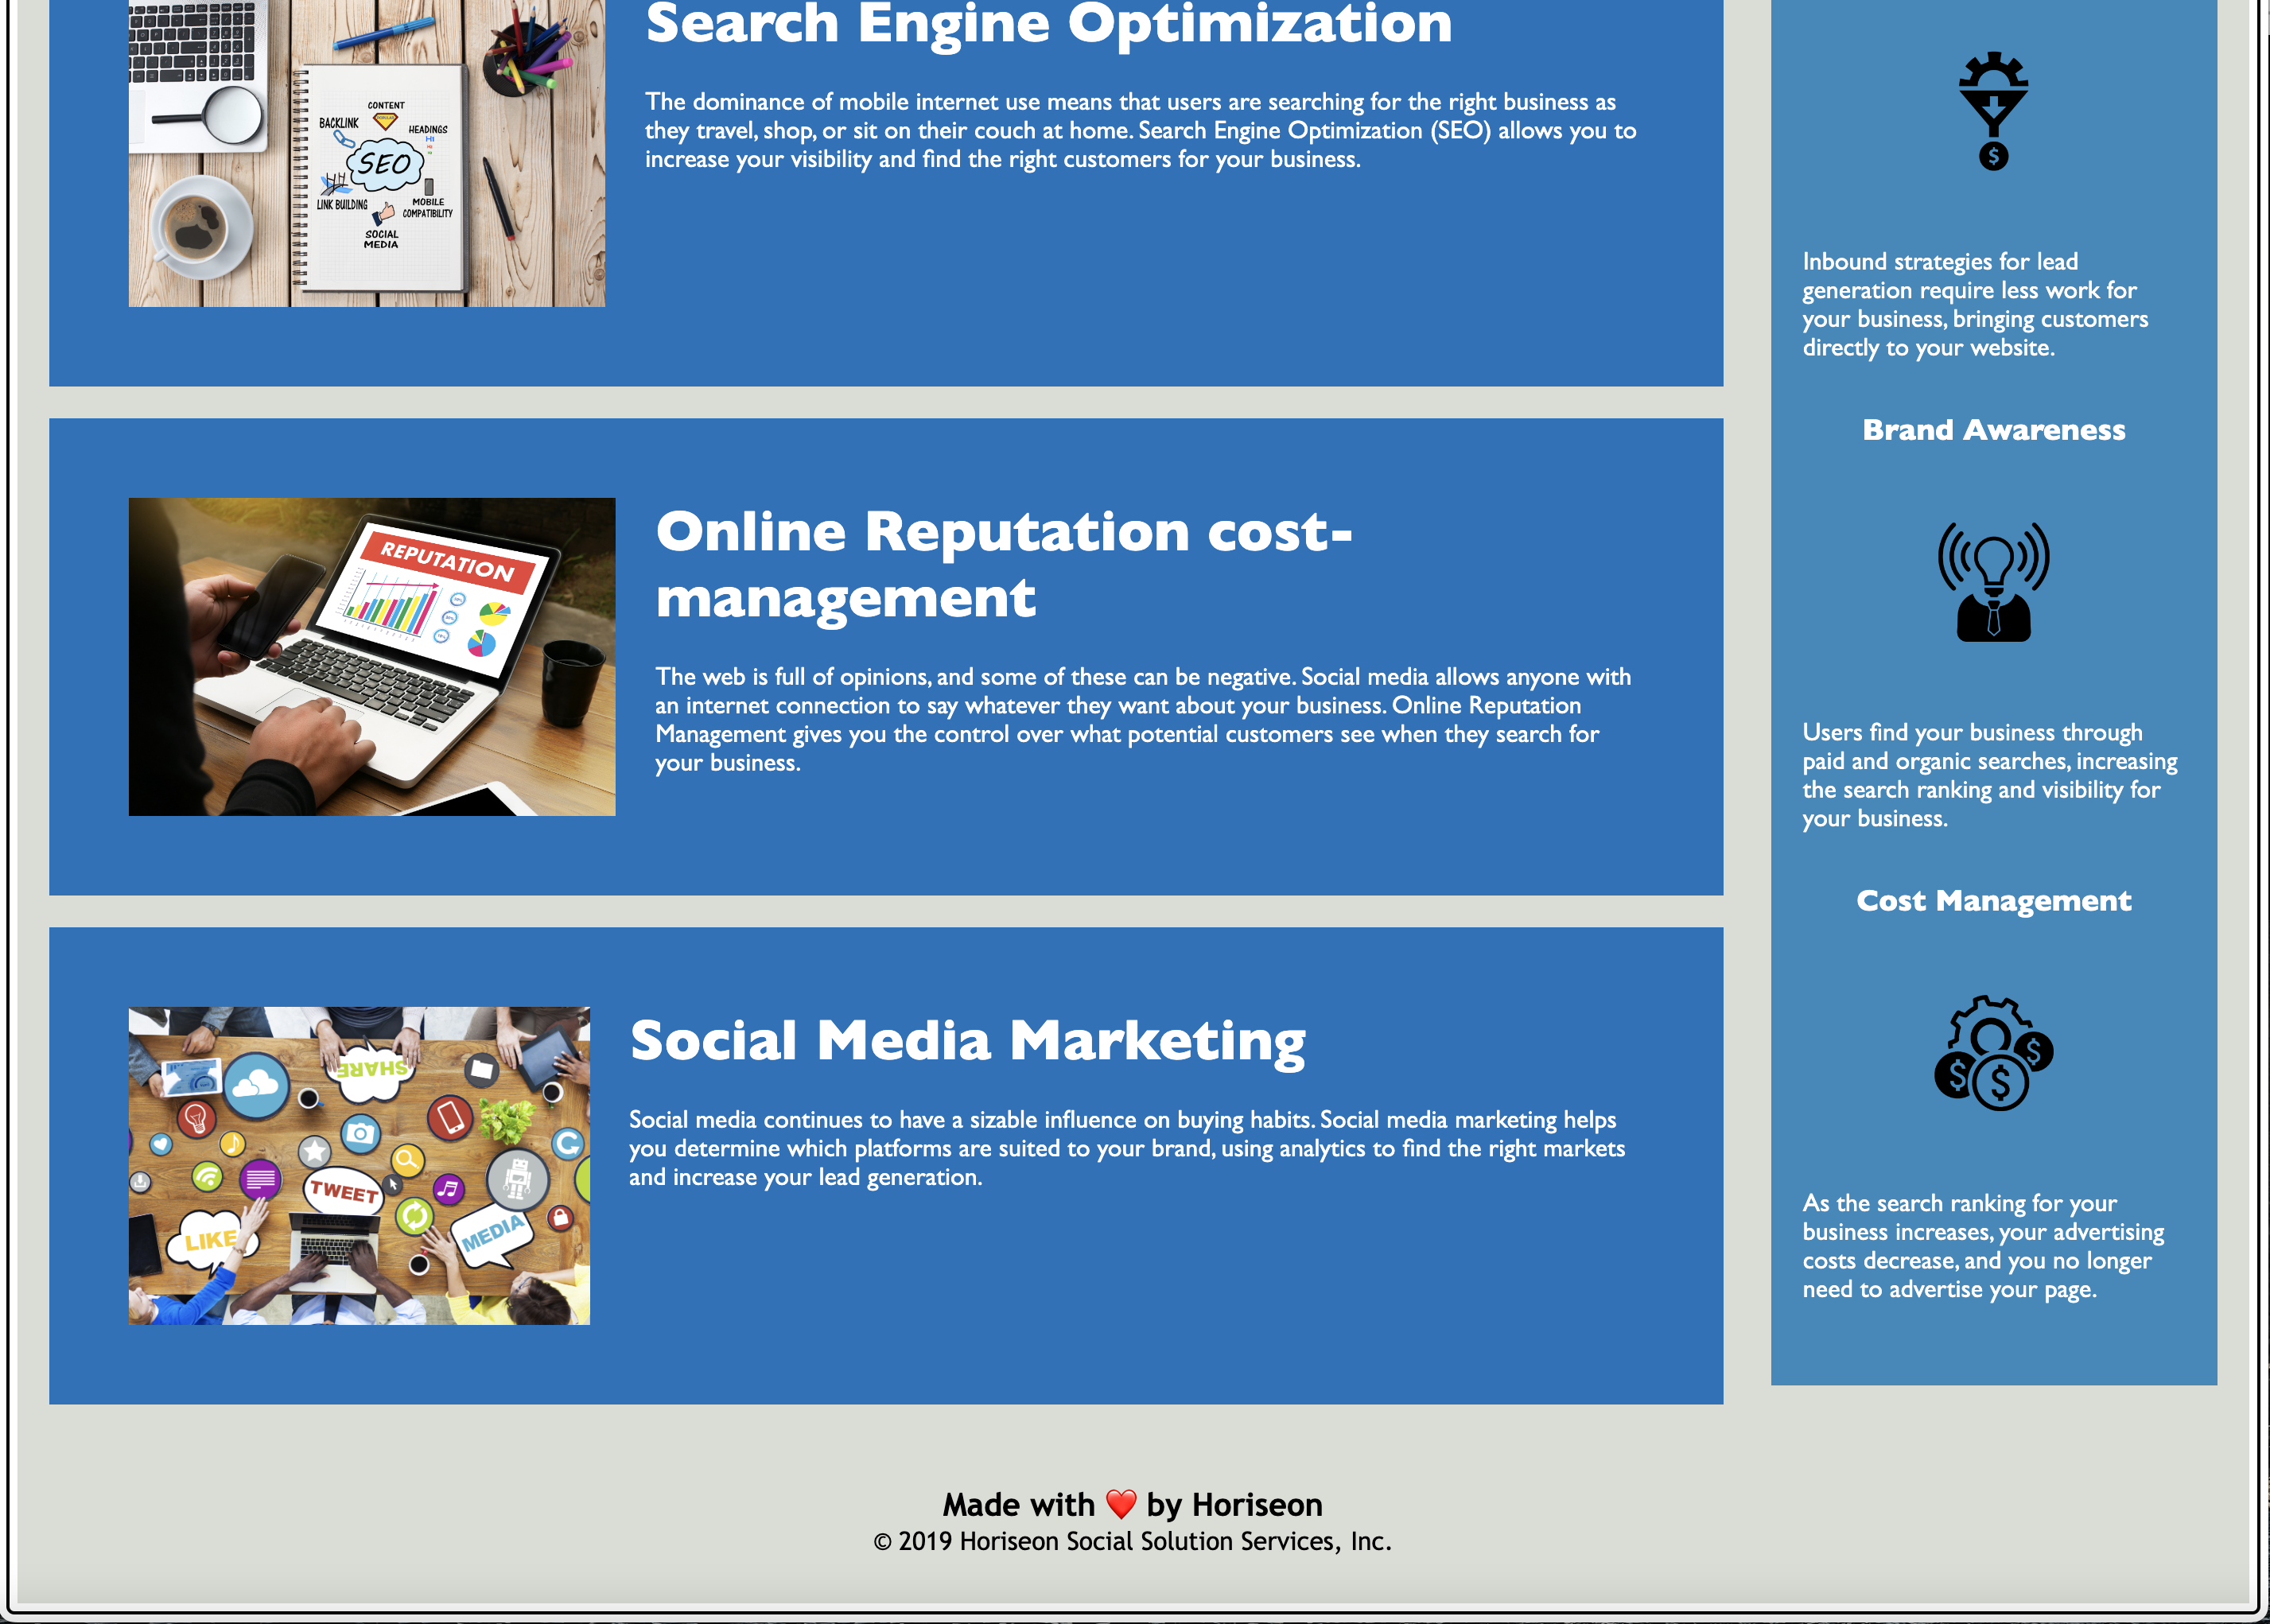 Search Engine Optimization
The dominance of mobile internet use means that users are searching for the right business as
they travel, shop, or sit on their couch at home. Search Engine Optimization (SEO) allows you to
increase your visibility and find the right customers for your business.
CONTENT
BACKLINK
HEADINGS
H1
SEO
LINK BUILDING
MOBILE
COMPATIBILITY
SOCIAL
MEDIA
Online Reputation cost-
management
The web is full of opinions, and some of these can be negative. Social media allows anyone with
an internet connection to say whatever they want about your business. Online Reputation
Management gives you the control over what potential customers see when they search for
your business.
REPUTATION
Social Media Marketing
Social media continues to have a sizable influence on buying habits. Social media marketing helps
you determine which platforms are suited to your brand, using analytics to find the right markets
and increase your lead generation.
SHARE
TWEET
LIKE
MEDIA
$
Inbound strategies for lead
generation require less work for
your business, bringing customers
directly to your website.
Brand Awareness
Users find your business through
paid and organic searches, increasing
the search ranking and visibility for
your business.
Cost Management
$ $ $
As the search ranking for your
business increases, your advertising
costs decrease, and you no longer
need to advertise your page.
Made with ❤️ by Horiseon
© 2019 Horiseon Social Solution Services, Inc.